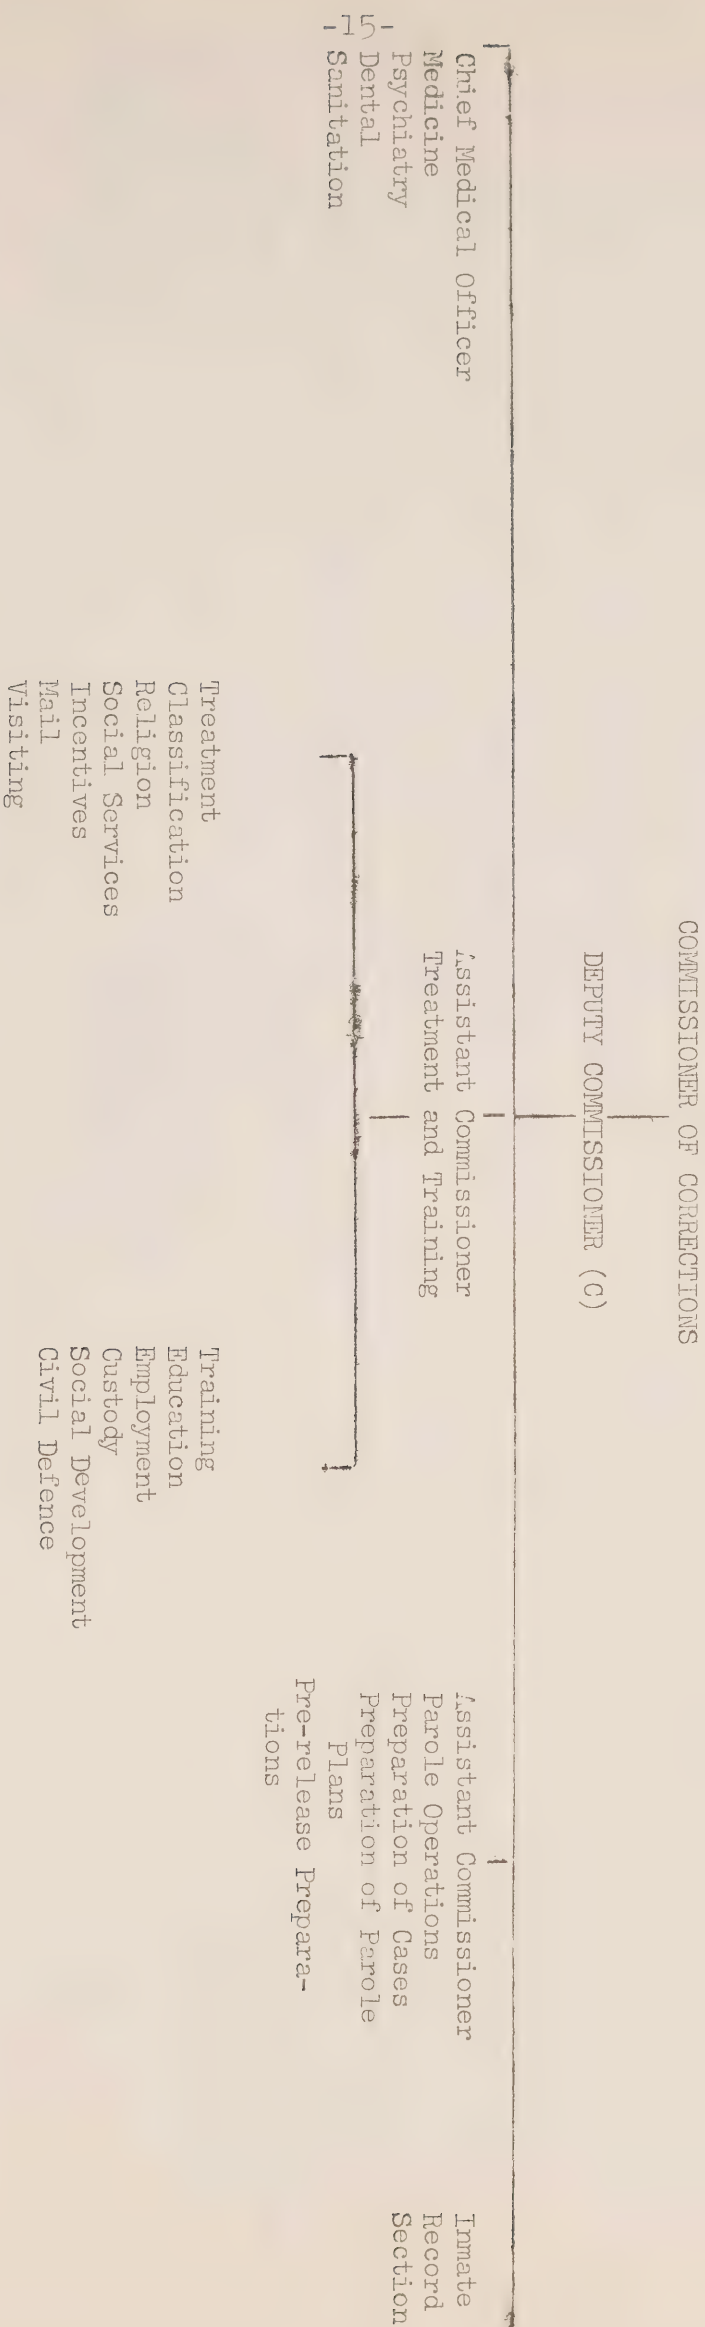 -15-
COMMISSIONER OF CORRECTIONS
DEPUTY COMMISSIONER (C)
Chief Medical Officer
Medicine
Psychiatry
Dental
Sanitation
Assistant Commissioner
Treatment and Training
Treatment
Classification
Religion
Social Services
Incentives
Mail
Visiting
Training
Education
Employment
Custody
Social Development
Civil Defence
Assistant Commissioner
Parole Operations
Preparation of Cases
Preparation of Parole
Plans
Pre-release Prepara-
tions
Inmate
Record
Section